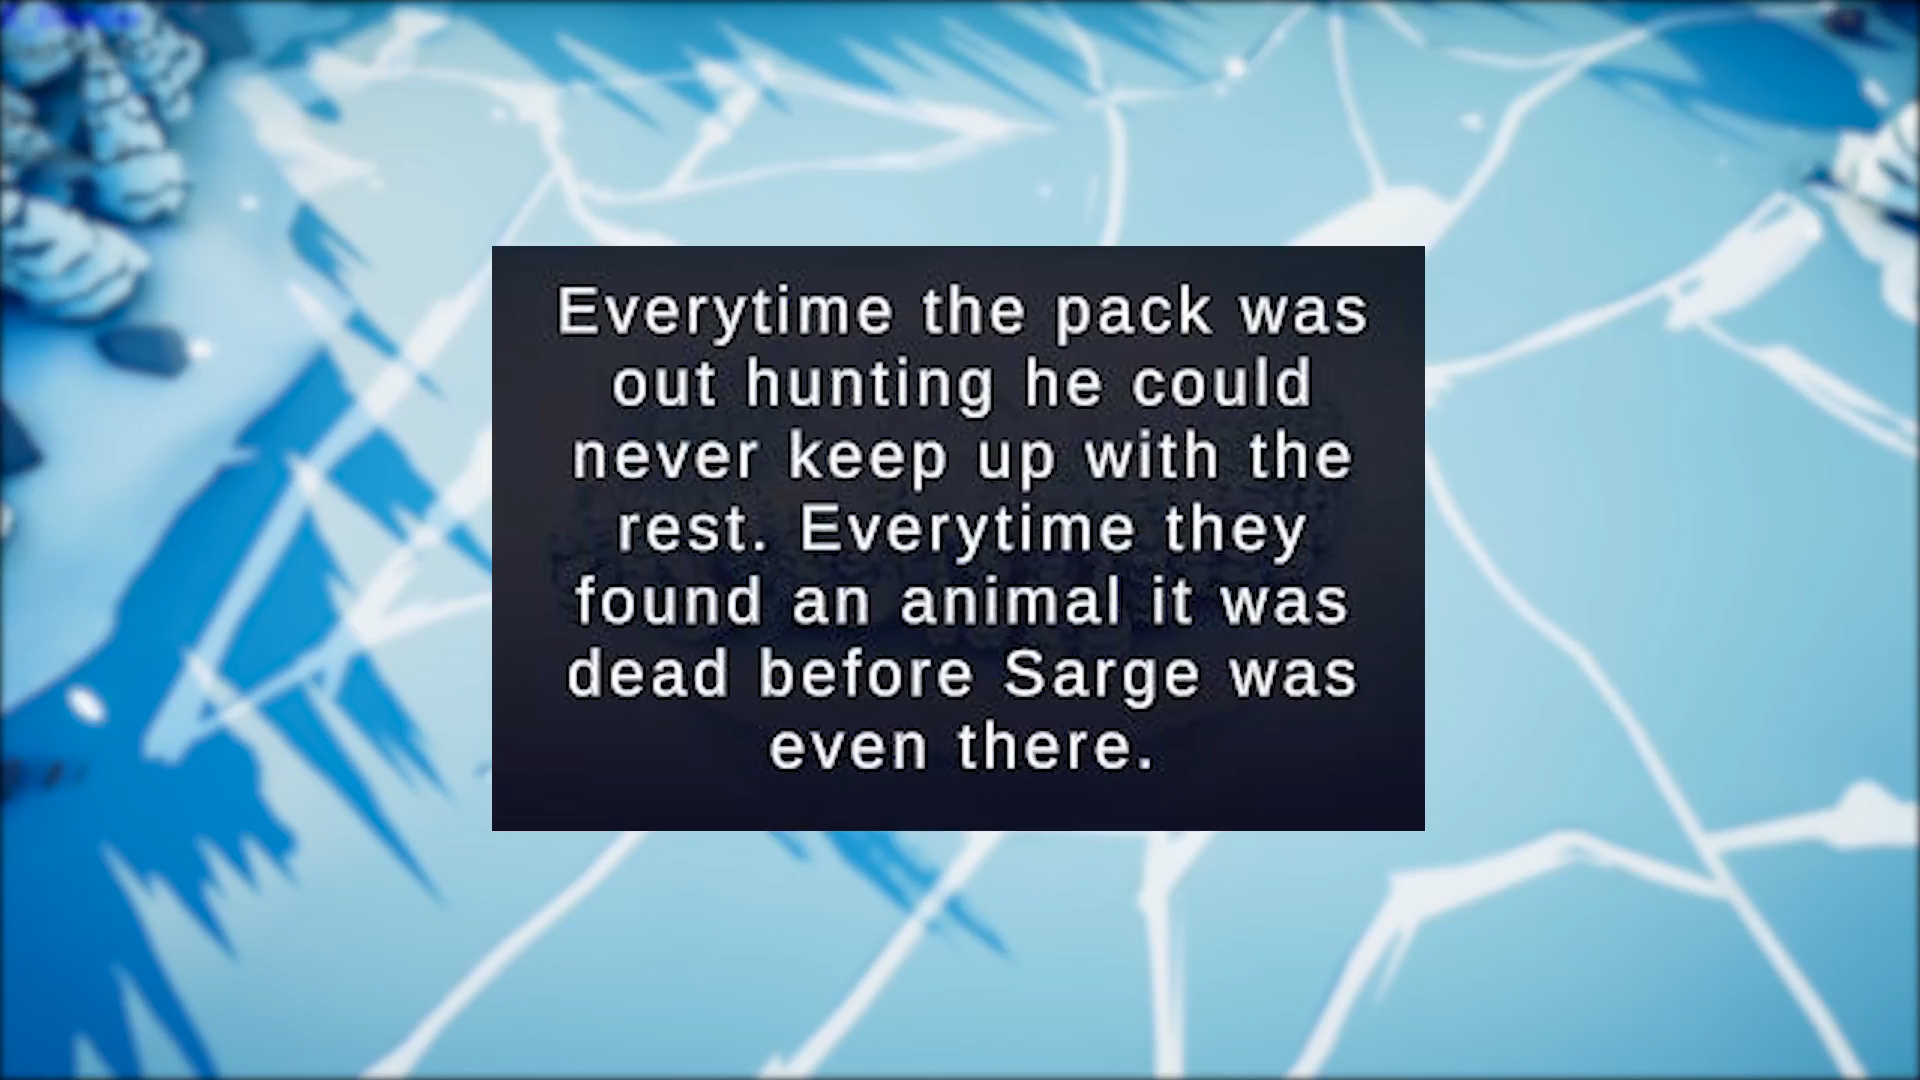 Everytime the pack was
out hunting he could
never keep up with the
rest. Everytime they
found an animal it was
dead before Sarge was
even there.